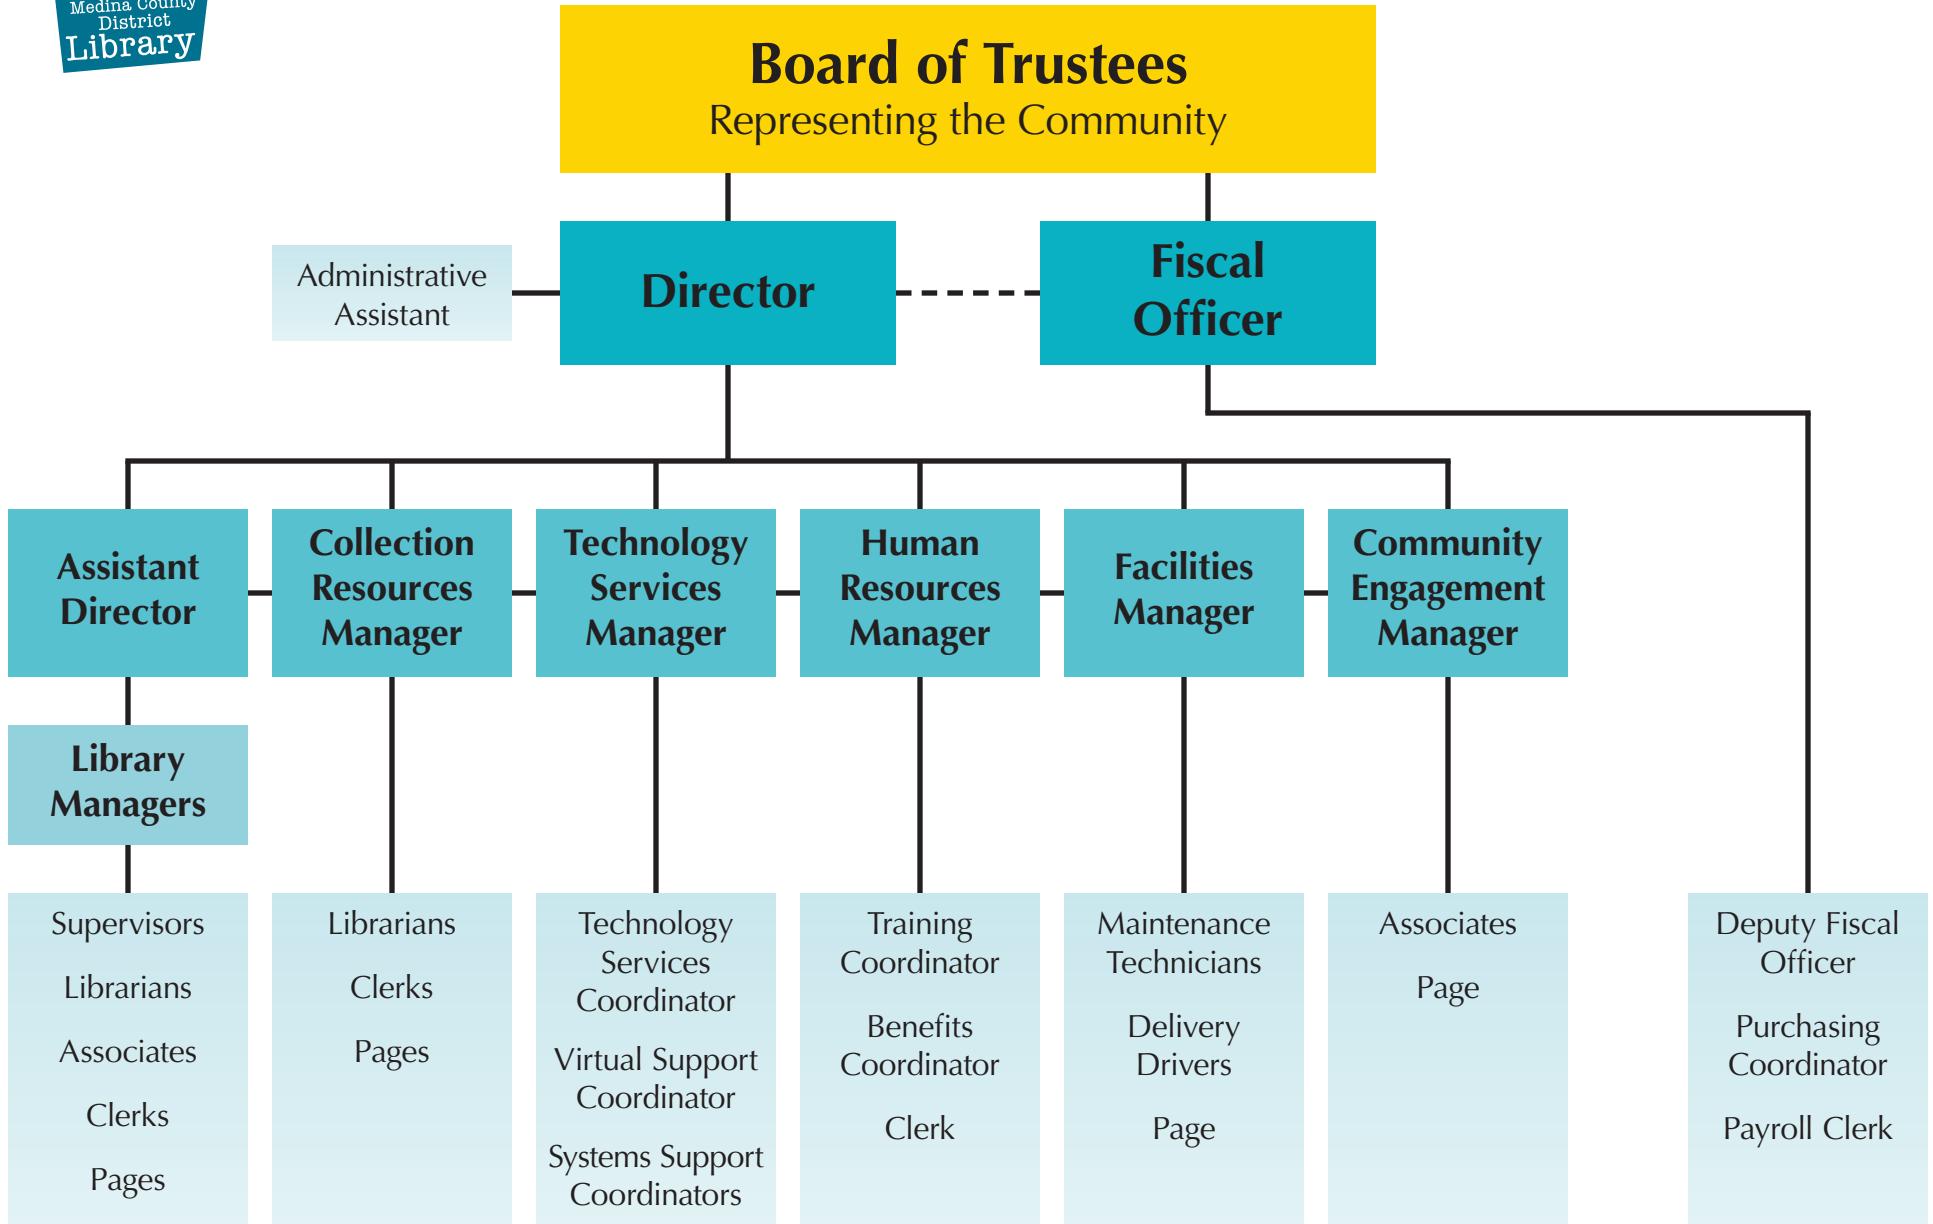 Medina County
District
Library
Board of Trustees
Representing the Community
Administrative
Assistant
Director
Fiscal
Officer
Assistant
Director
Collection
Resources
Manager
Technology
Services
Manager
Human
Resources
Manager
Facilities
Manager
Community
Engagement
Manager
Library
Managers
Supervisors
Librarians
Associates
Clerks
Pages
Librarians
Clerks
Pages
Technology
Services
Coordinator
Virtual Support
Coordinator
Systems Support
Coordinators
Training
Coordinator
Benefits
Coordinator
Clerk
Maintenance
Technicians
Delivery
Drivers
Page
Associates
Page
Deputy Fiscal
Officer
Purchasing
Coordinator
Payroll Clerk